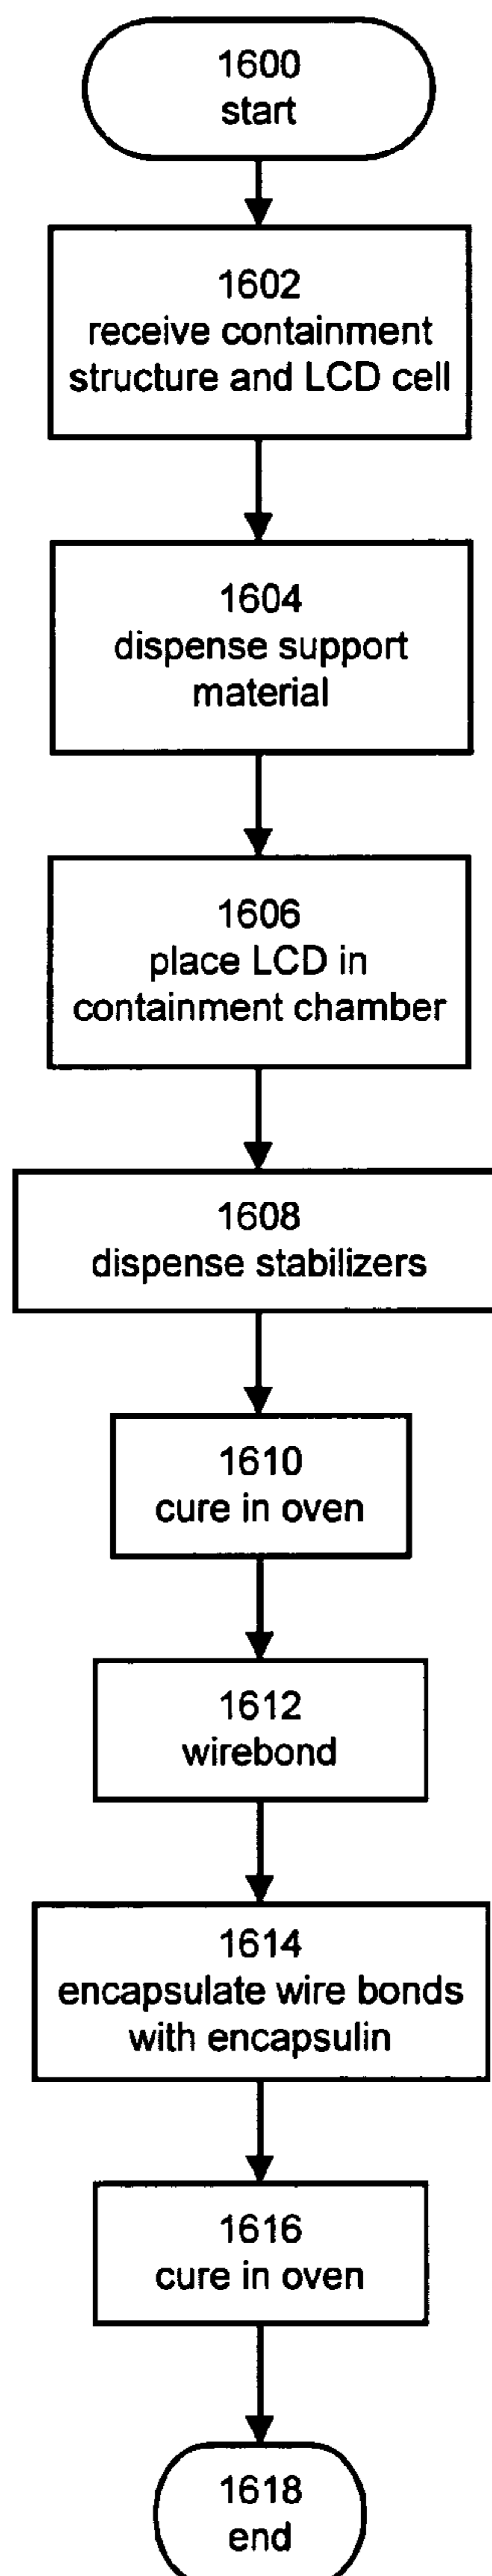 1600
start
1602
receive containment
structure and LCD cell
1604
dispense support
material
1606
place LCD in
containment chamber
1608
dispense stabilizers
1610
cure in oven
1612
wirebond
1614
encapsulate wire bonds
with encapsulin
1616
cure in oven
1618
end